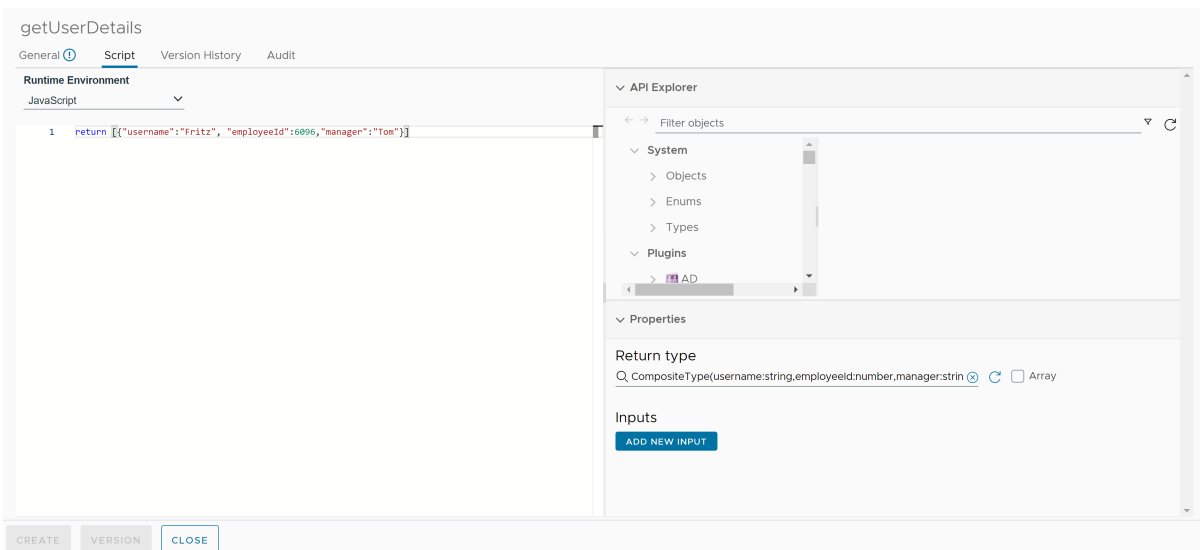 getUserDetails
General
Script
Version History
Audit
Runtime Environment
JavaScript
1 return [{"username":"Fritz", "employeeId":6096,"manager":"Tom"}]
API Explorer
Filter objects
System
Objects
Enums
Types
Plugins
AD
Properties
Return type
CompositeType(username:string,employeeId:number,manager:strin
Array
Inputs
ADD NEW INPUT
CREATE
VERSION
CLOSE